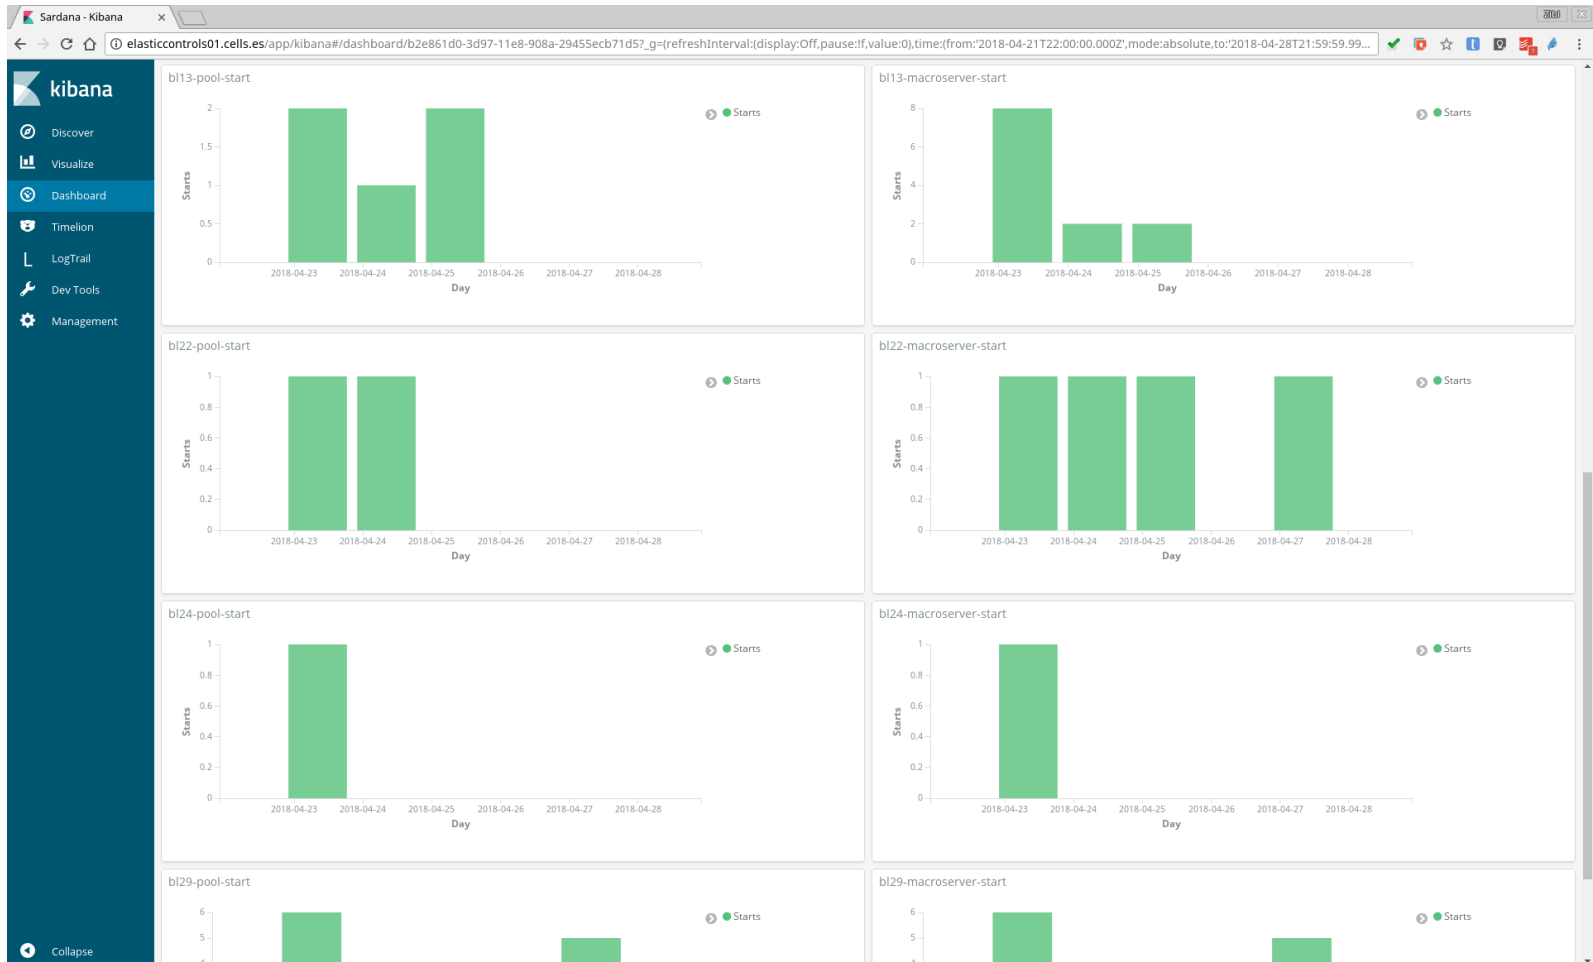 Sardana - Kibana
Zibi
elasticcontrols01.cells.es/app/kibana#/dashboard/b2e861d0-3d97-11e8-908a-29455ecb71d5?_g=(refreshInterval:(display:Off,pause:!f,value:0),time:(from:'2018-04-21T22:00:00.000Z',mode:absolute,to:'2018-04-28T21:59:59.99...
kibana
Discover
Visualize
Dashboard
Timelion
LogTrail
Dev Tools
Management
Collapse
bl13-pool-start
Starts
2
1.5
1
0.5
0
Starts
2018-04-23 2018-04-24 2018-04-25 2018-04-26 2018-04-27 2018-04-28
Day
bl13-macroserver-start
Starts
8
6
4
2
0
Starts
2018-04-23 2018-04-24 2018-04-25 2018-04-26 2018-04-27 2018-04-28
Day
bl22-pool-start
Starts
1
0.8
0.6
0.4
0.2
0
Starts
2018-04-23 2018-04-24 2018-04-25 2018-04-26 2018-04-27 2018-04-28
Day
bl22-macroserver-start
Starts
1
0.8
0.6
0.4
0.2
0
Starts
2018-04-23 2018-04-24 2018-04-25 2018-04-26 2018-04-27 2018-04-28
Day
bl24-pool-start
Starts
1
0.8
0.6
0.4
0.2
0
Starts
2018-04-23 2018-04-24 2018-04-25 2018-04-26 2018-04-27 2018-04-28
Day
bl24-macroserver-start
Starts
1
0.8
0.6
0.4
0.2
0
Starts
2018-04-23 2018-04-24 2018-04-25 2018-04-26 2018-04-27 2018-04-28
Day
bl29-pool-start
Starts
6
5
bl29-macroserver-start
Starts
6
5